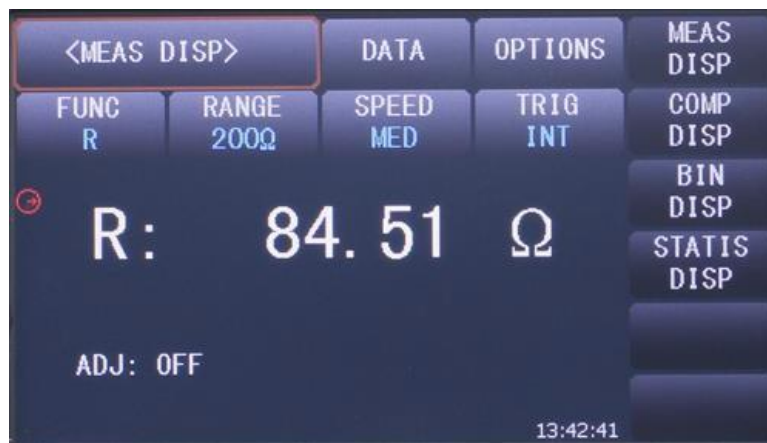 <MEAS DISP>
DATA
OPTIONS
MEAS
DISP
FUNC
R
RANGE
200Ω
SPEED
MED
TRIG
INT
COMP
DISP
BIN
DISP
STATIS
DISP
R: 84.51 Ω
ADJ: OFF
13:42:41